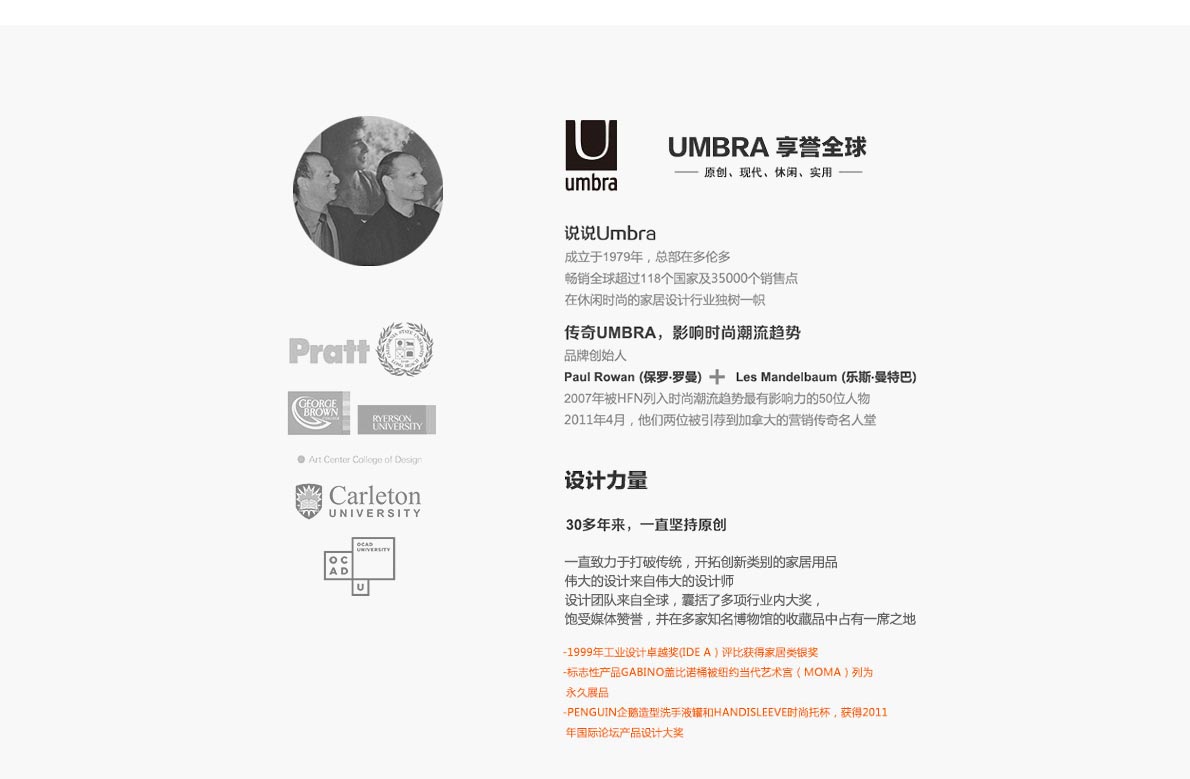 umbra
UMBRA 享誉全球
原创、现代、休闲、实用
说说Umbra
成立于1979年，总部在多伦多
畅销全球超过118个国家及35000个销售点
在休闲时尚的家居设计行业独树一帜
传奇UMBRA，影响时尚潮流趋势
品牌创始人
Paul Rowan (保罗·罗曼) + Les Mandelbaum (乐斯·曼特巴)
2007年被HFN列入时尚潮流趋势最有影响力的50位人物
2011年4月，他们两位被引荐到加拿大的营销传奇名人堂
Pratt
GEORGE
BROWN
COLLEGE
RYERSON
UNIVERSITY
Art Center College of Design
Carleton
UNIVERSITY
OCAD
UNIVERSITY
OC
AD
U
设计力量
30多年来，一直坚持原创
一直致力于打破传统，开拓创新类别的家居用品
伟大的设计来自伟大的设计师
设计团队来自全球，囊括了多项行业内大奖，
饱受媒体赞誉，并在多家知名博物馆的收藏品中占有一席之地
-1999年工业设计卓越奖(IDE A）评比获得家居类银奖
-标志性产品GABINO盖比诺桶被纽约当代艺术宫（MOMA）列为
永久展品
-PENGUIN企鹅造型洗手液罐和HANDISLEEVE时尚托杯，获得2011
年国际论坛产品设计大奖